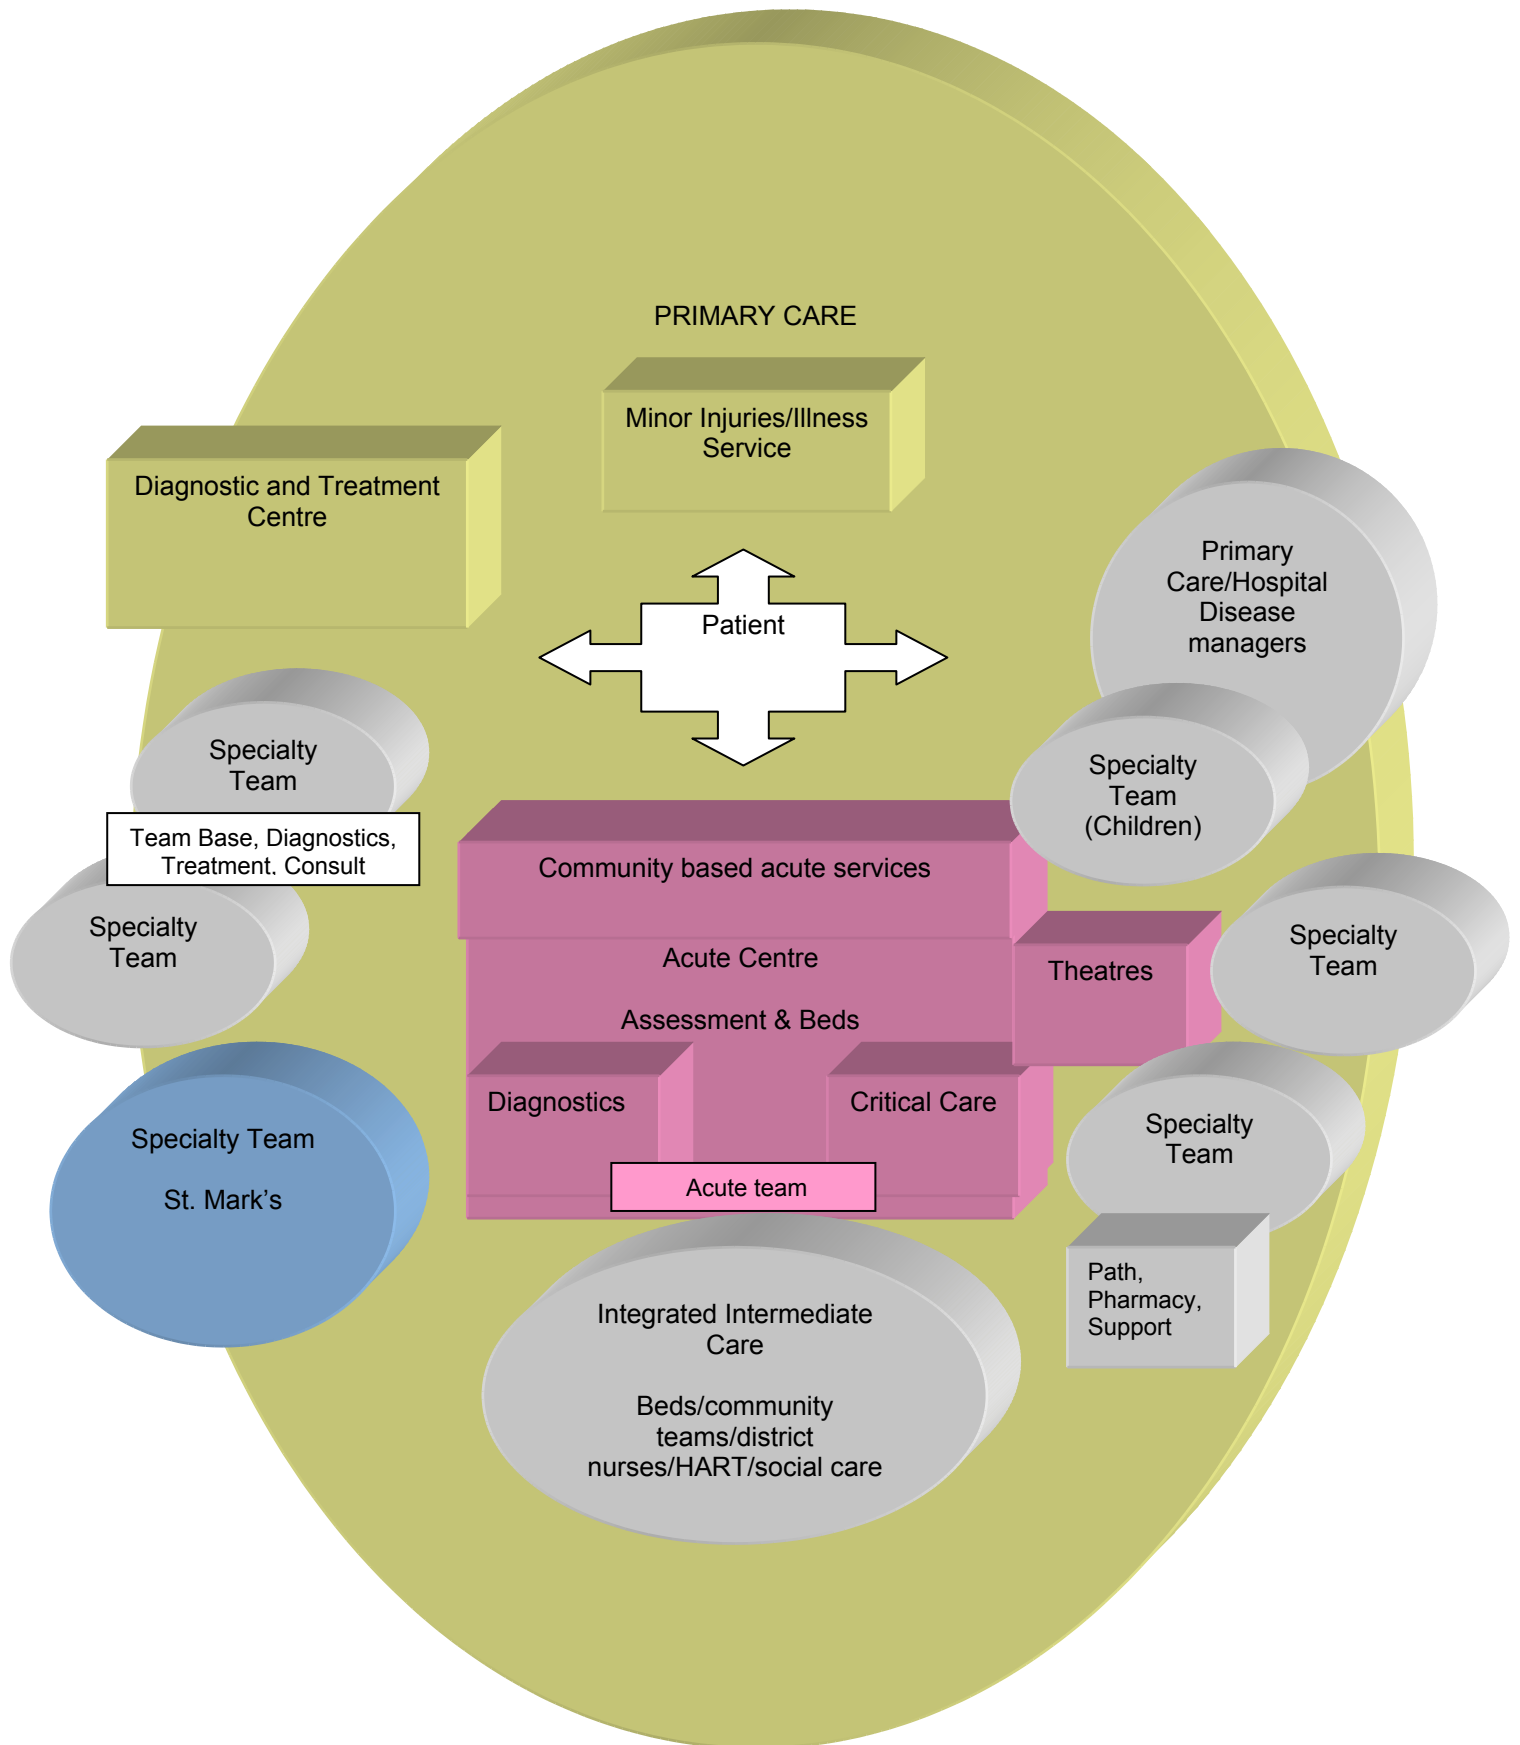 PRIMARY CARE
Minor Injuries/Illness
Service
Diagnostic and Treatment
Centre
Primary
Care/Hospital
Disease
managers
Patient
Specialty
Team
Specialty
Team
(Children)
Team Base, Diagnostics,
Treatment, Consult
Community based acute services
Specialty
Team
Acute Centre
Assessment & Beds
Theatres
Specialty
Team
Diagnostics
Critical Care
Specialty
Team
Specialty Team
St. Mark's
Acute team
Path,
Pharmacy,
Support
Integrated Intermediate
Care
Beds/community
teams/district
nurses/HART/social care